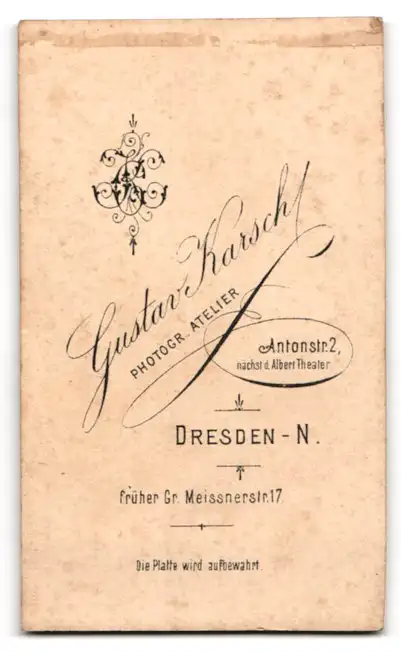 Gustav Karsch
PHOTOGR. ATELIER
Antonstr. 2,
nächst d. Albert Theater
DRESDEN-N.
früher Gr. Meissnerstr. 17
Die Platte wird aufbewahrt